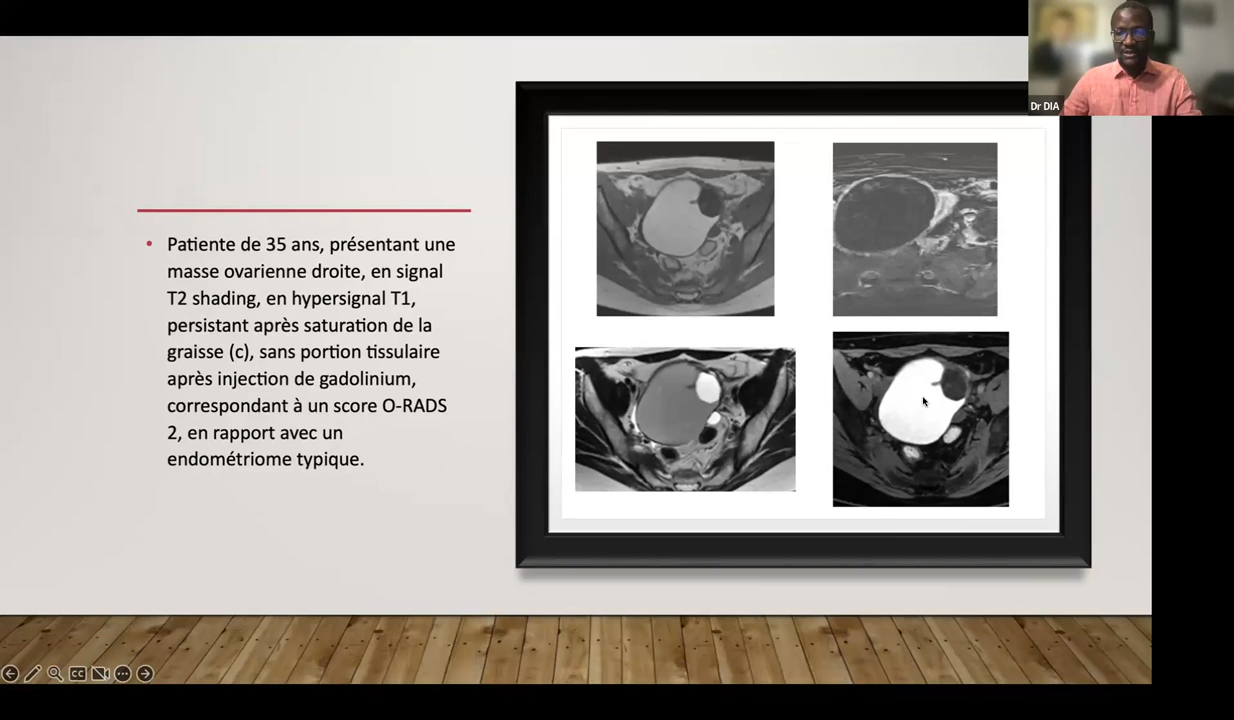 Dr DIA
• Patiente de 35 ans, présentant une
masse ovarienne droite, en signal
T2 shading, en hypersignal T1,
persistant après saturation de la
graisse (c), sans portion tissulaire
après injection de gadolinium,
correspondant à un score O-RADS
2, en rapport avec un
endométriome typique.
CC